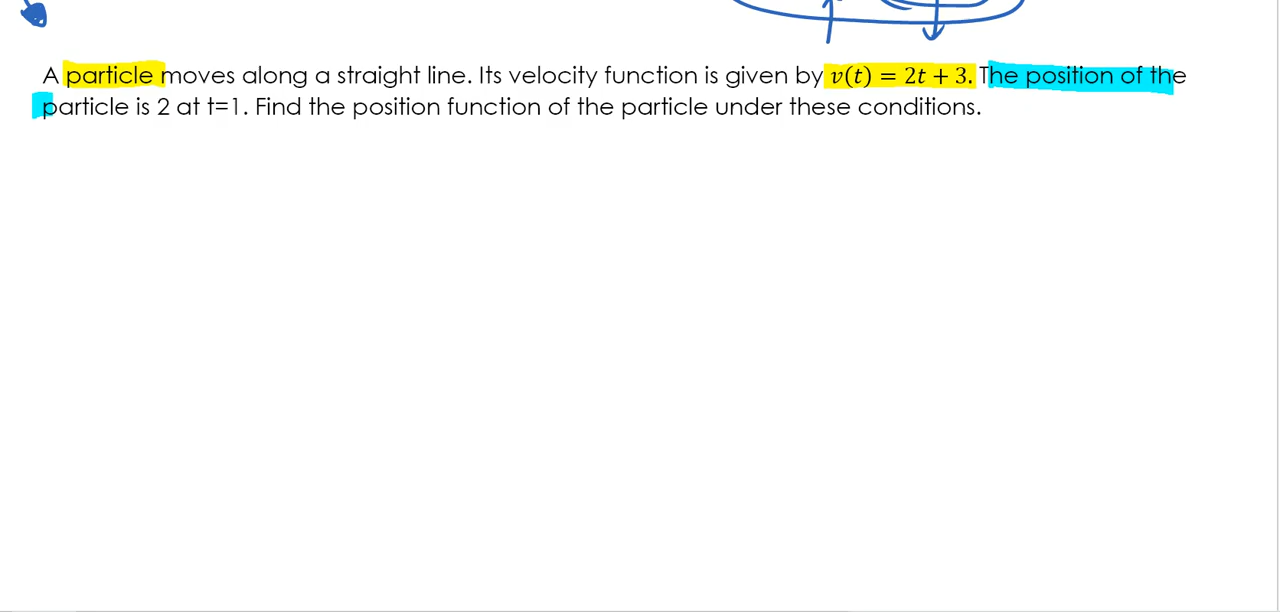 A particle moves along a straight line. Its velocity function is given by v(t) = 2t + 3. The position of the
particle is 2 at t=1. Find the position function of the particle under these conditions.